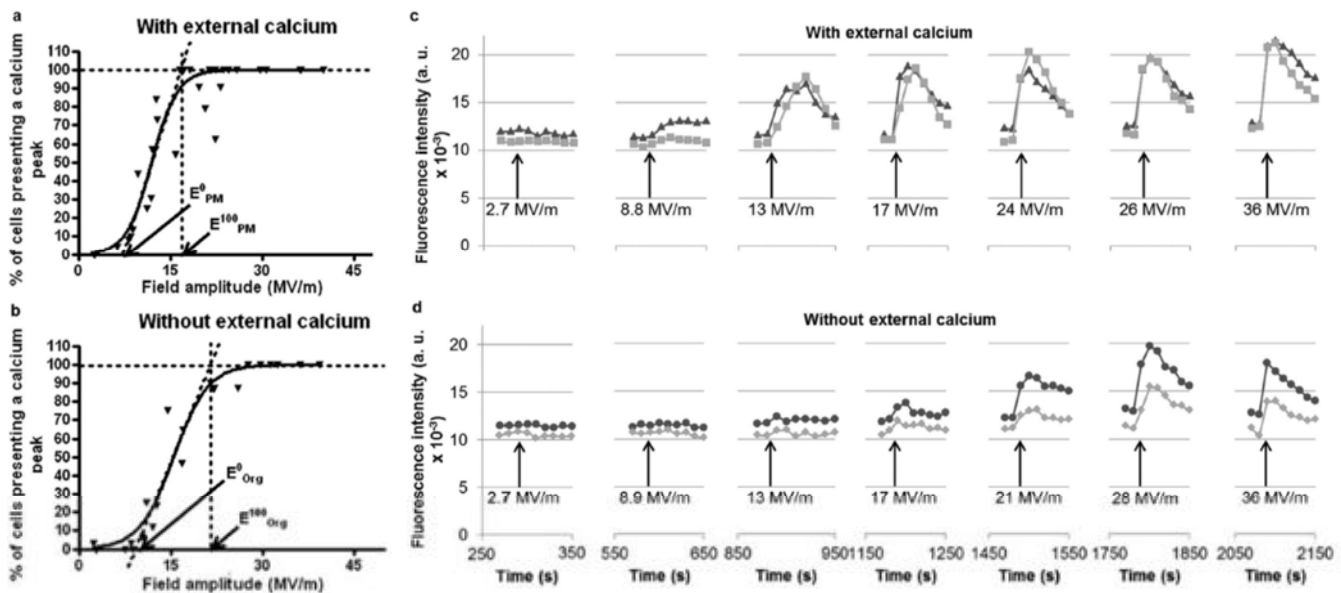 a
With external calcium
% of cells presenting a calcium
peak
110
100
90
80
70
60
50
40
30
20
10
0
E⁰PM
E¹⁰⁰PM
0 15 30 45
Field amplitude (MV/m)
b
Without external calcium
% of cells presenting a calcium
peak
110
100
90
80
70
60
50
40
30
20
10
0
E⁰Org
E¹⁰⁰Org
0 15 30 45
Field amplitude (MV/m)
c
With external calcium
Fluorescence intensity (a. u.
x 10⁻³)
20
15
10
5
0
2.7 MV/m 8.8 MV/m 13 MV/m 17 MV/m 24 MV/m 26 MV/m 36 MV/m
d
Without external calcium
Fluorescence intensity (a. u.
x 10⁻³)
20
15
10
5
0
2.7 MV/m 8.9 MV/m 13 MV/m 17 MV/m 21 MV/m 28 MV/m 36 MV/m
250 350 550 650 850 950 1150 1250 1450 1550 1750 1850 2050 2150
Time (s) Time (s) Time (s) Time (s) Time (s) Time (s) Time (s)